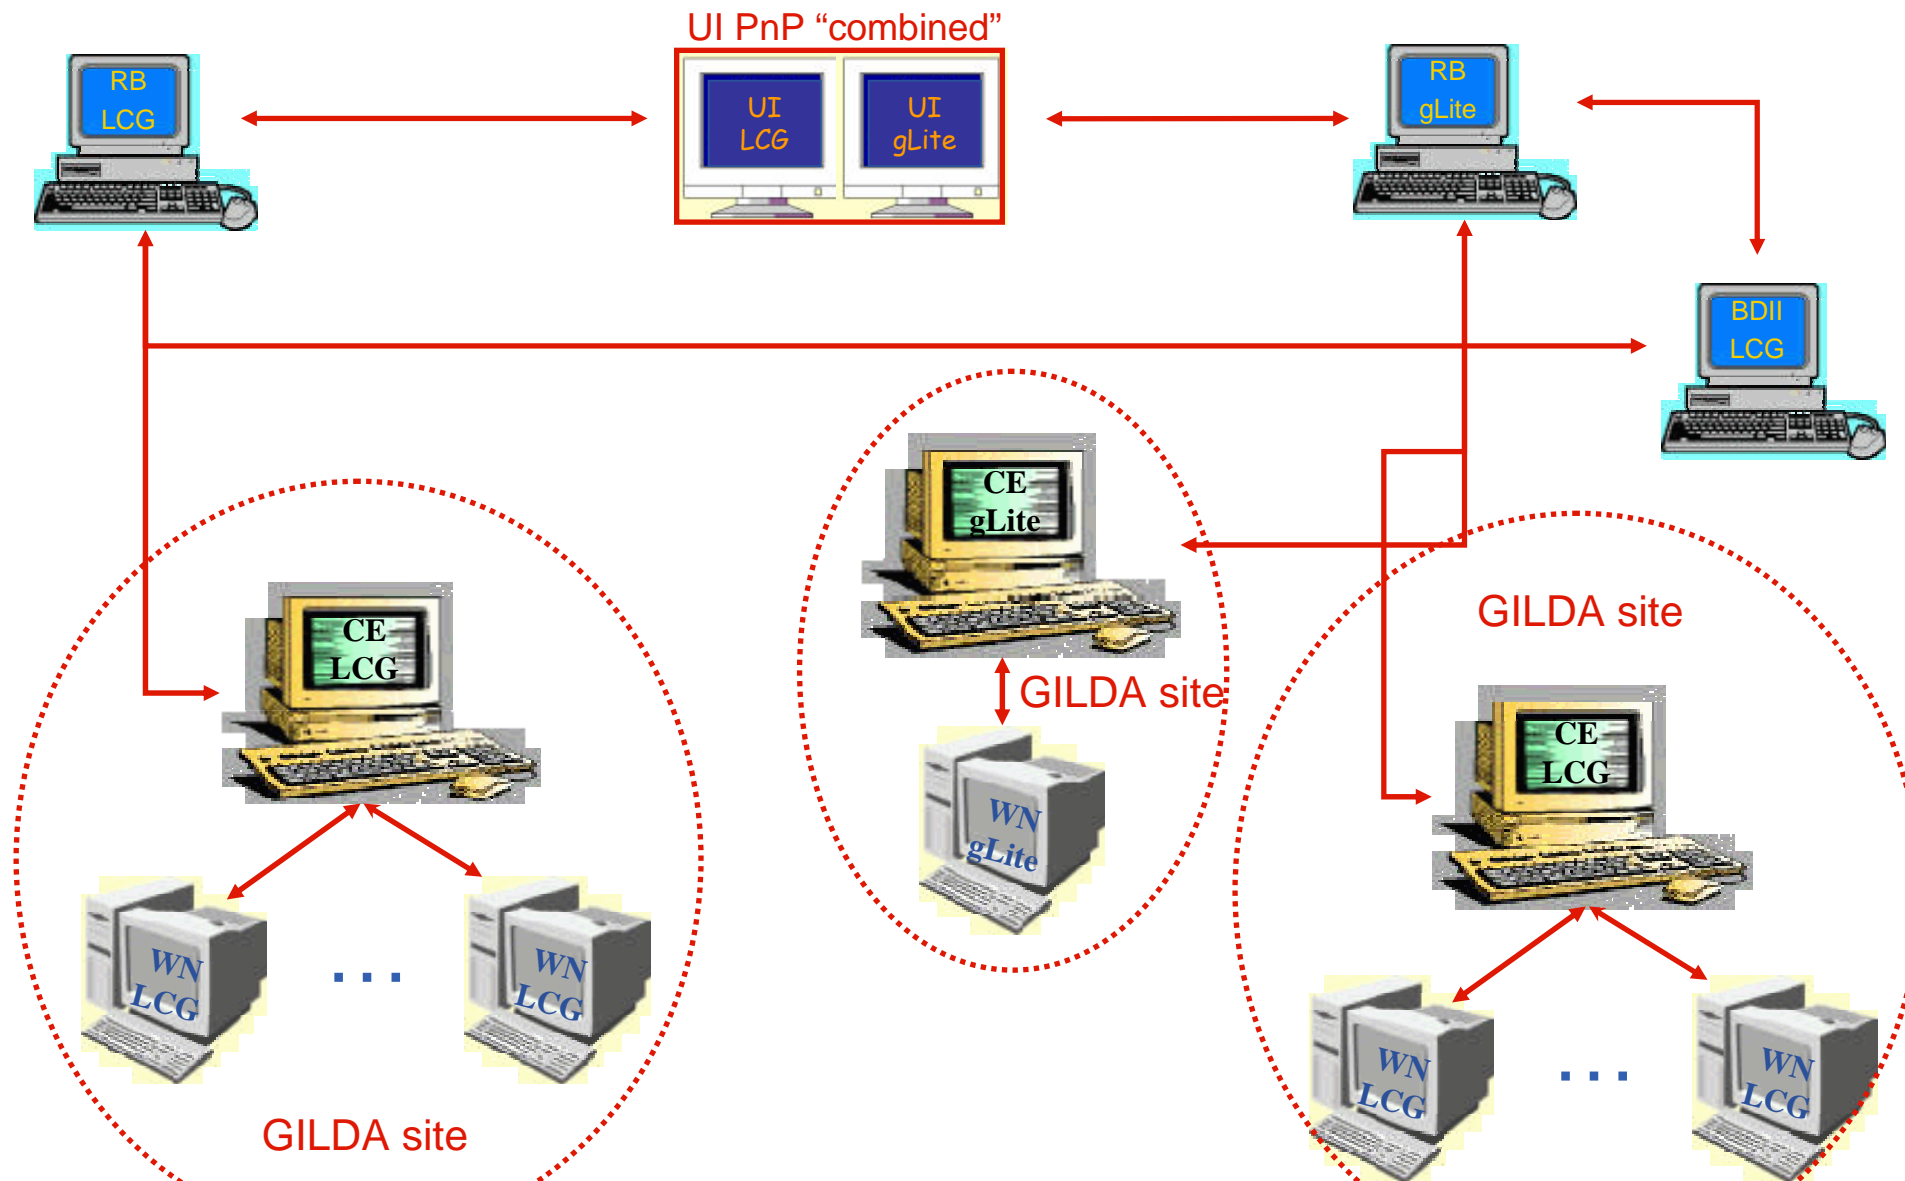 UI PnP “combined”
RB
LCG
UI
LCG
UI
gLite
RB
gLite
BDII
LCG
CE
gLite
GILDA site
WN
gLite
CE
LCG
WN
LCG
. . .
WN
LCG
GILDA site
GILDA site
CE
LCG
WN
LCG
. . .
WN
LCG